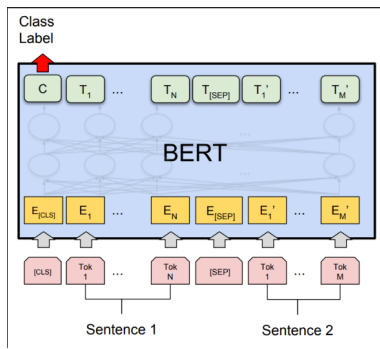 Class
Label
C T1 ... TN T[SEP] T1' ... TM'
...
BERT
...
E[CLS] E1 ... EN E[SEP] E1' ... EM'
[CLS] Tok 1 ... Tok N [SEP] Tok 1 ... Tok M
Sentence 1 Sentence 2